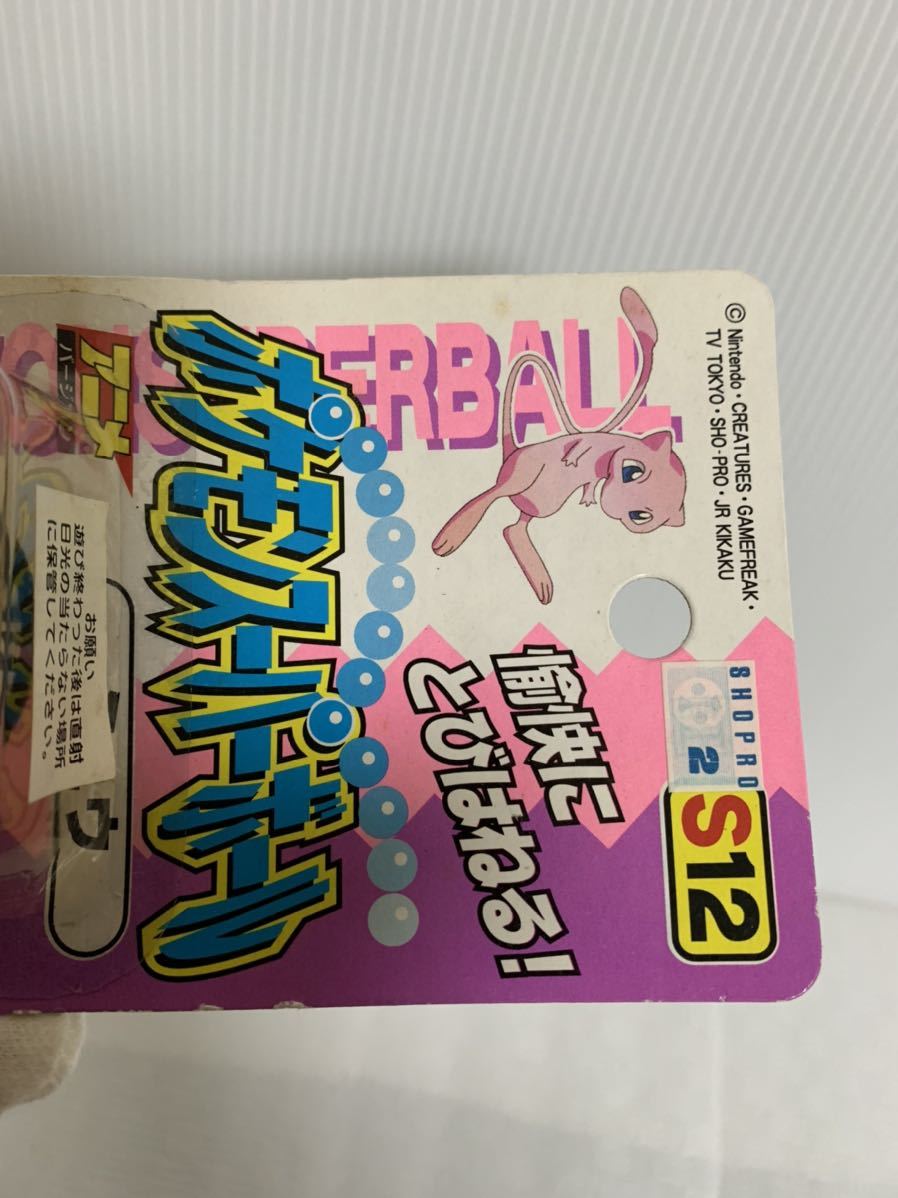 ©Nintendo・CREATURES・GAMEFREAK・
TV TOKYO・SHO-PRO・JR KIKAKU
SHOPRO
2
S12
愉快に
とびはねる!
ERBALL
ポケモンスーパーボール
アニメ
お願い
遊び終わった後は直射
日光の当たらない場所
に保管してください。
ウ